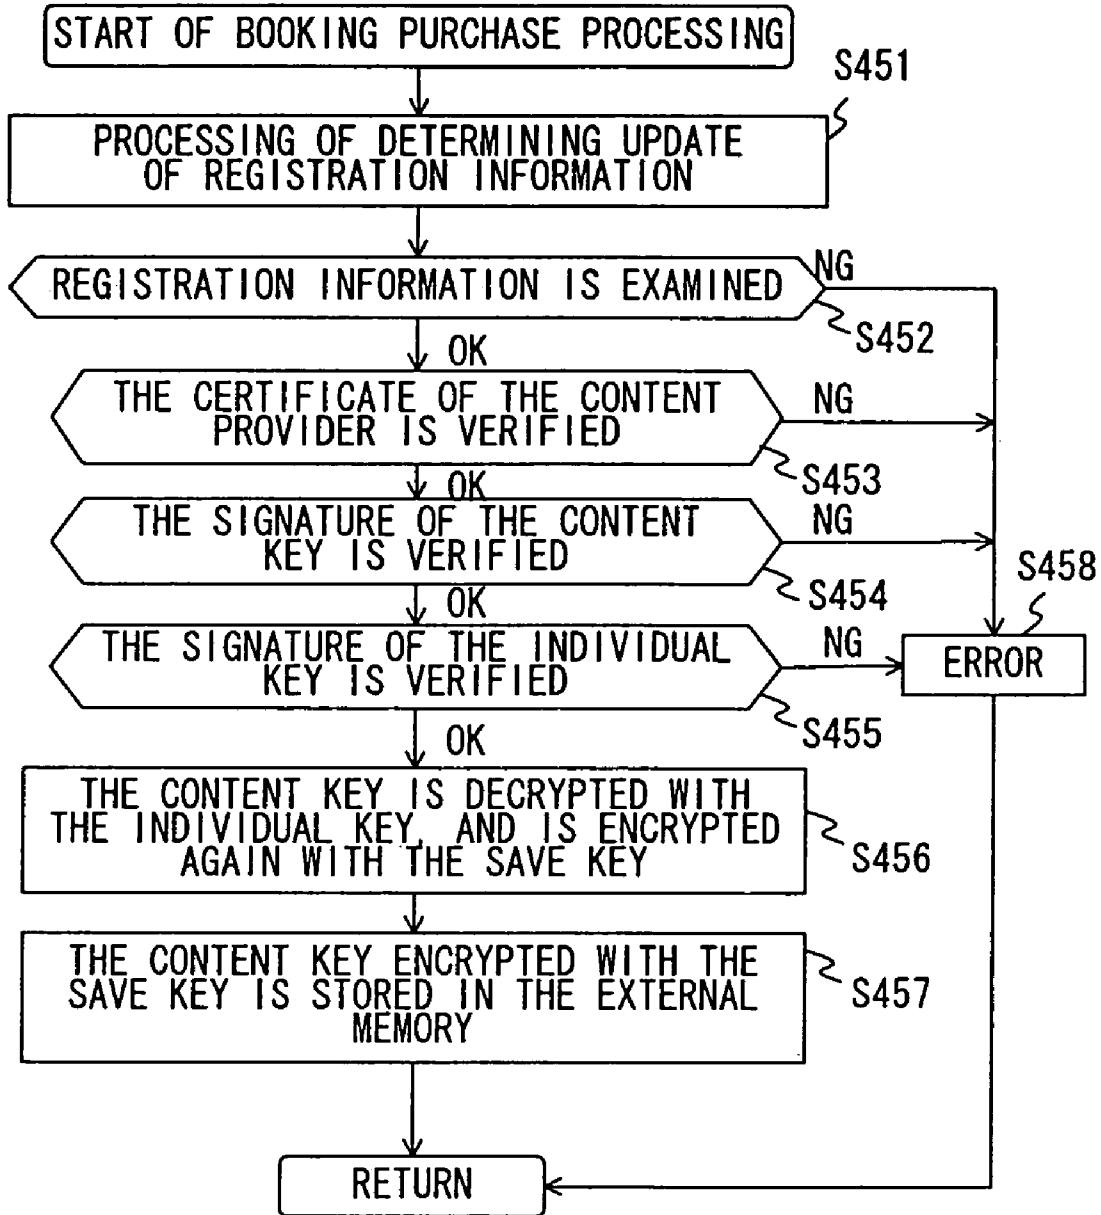 START OF BOOKING PURCHASE PROCESSING
S451
PROCESSING OF DETERMINING UPDATE
OF REGISTRATION INFORMATION
REGISTRATION INFORMATION IS EXAMINED
NG
S452
OK
THE CERTIFICATE OF THE CONTENT
PROVIDER IS VERIFIED
NG
S453
OK
THE SIGNATURE OF THE CONTENT
KEY IS VERIFIED
NG
S454
OK
THE SIGNATURE OF THE INDIVIDUAL
KEY IS VERIFIED
NG
S455
S458
ERROR
OK
THE CONTENT KEY IS DECRYPTED WITH
THE INDIVIDUAL KEY, AND IS ENCRYPTED
AGAIN WITH THE SAVE KEY
S456
THE CONTENT KEY ENCRYPTED WITH THE
SAVE KEY IS STORED IN THE EXTERNAL
MEMORY
S457
RETURN